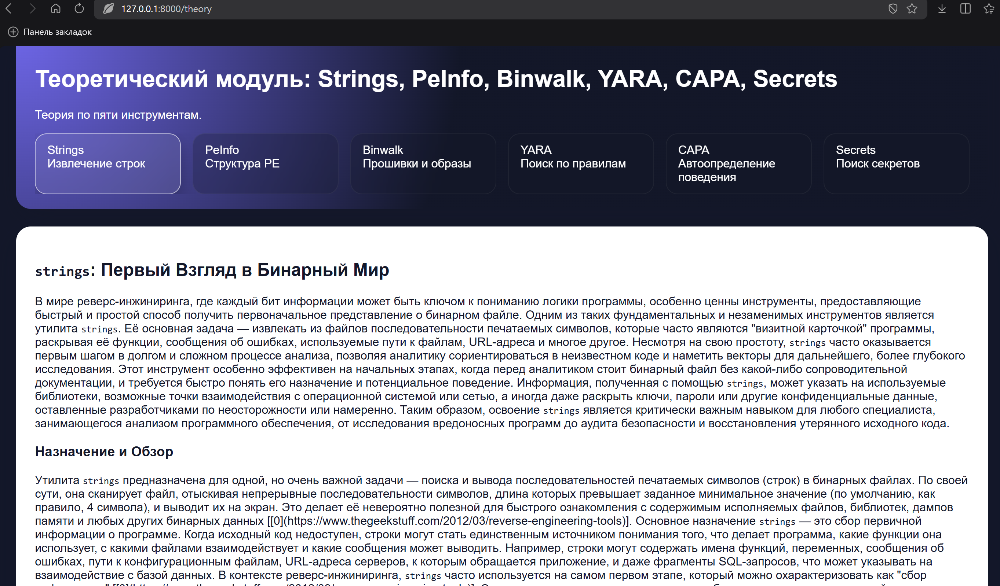 127.0.0.1:8000/theory
Панель закладок
Теоретический модуль: Strings, PeInfo, Binwalk, YARA, CAPA, Secrets
Теория по пяти инструментам.
Strings
Извлечение строк
PeInfo
Структура PE
Binwalk
Прошивки и образы
YARA
Поиск по правилам
CAPA
Автоопределение
поведения
Secrets
Поиск секретов
strings: Первый Взгляд в Бинарный Мир
В мире реверс-инжиниринга, где каждый бит информации может быть ключом к пониманию логики программы, особенно ценны инструменты, предоставляющие
быстрый и простой способ получить первоначальное представление о бинарном файле. Одним из таких фундаментальных и незаменимых инструментов является
утилита strings. Её основная задача — извлекать из файлов последовательности печатаемых символов, которые часто являются "визитной карточкой" программы,
раскрывая её функции, сообщения об ошибках, используемые пути к файлам, URL-адреса и многое другое. Несмотря на свою простоту, strings часто оказывается
первым шагом в долгом и сложном процессе анализа, позволяя аналитику сориентироваться в неизвестном коде и наметить векторы для дальнейшего, более глубокого
исследования. Этот инструмент особенно эффективен на начальных этапах, когда перед аналитиком стоит бинарный файл без какой-либо сопроводительной
документации, и требуется быстро понять его назначение и потенциальное поведение. Информация, полученная с помощью strings, может указать на используемые
библиотеки, возможные точки взаимодействия с операционной системой или сетью, а иногда даже раскрыть ключи, пароли или другие конфиденциальные данные,
оставленные разработчиками по неосторожности или намеренно. Таким образом, освоение strings является критически важным навыком для любого специалиста,
занимающегося анализом программного обеспечения, от исследования вредоносных программ до аудита безопасности и восстановления утерянного исходного кода.
Назначение и Обзор
Утилита strings предназначена для одной, но очень важной задачи — поиска и вывода последовательностей печатаемых символов (строк) в бинарных файлах. По своей
сути, она сканирует файл, отыскивая непрерывные последовательности символов, длина которых превышает заданное минимальное значение (по умолчанию, как
правило, 4 символа), и выводит их на экран. Это делает её невероятно полезной для быстрого ознакомления с содержимым исполняемых файлов, библиотек, дампов
памяти и любых других бинарных данных [[0](https://www.thegeekstuff.com/2012/03/reverse-engineering-tools)]. Основное назначение strings — это сбор первичной
информации о программе. Когда исходный код недоступен, строки могут стать единственным источником понимания того, что делает программа, какие функции она
использует, с какими файлами взаимодействует и какие сообщения может выводить. Например, строки могут содержать имена функций, переменных, сообщения об
ошибках, пути к конфигурационным файлам, URL-адреса серверов, к которым обращается приложение, и даже фрагменты SQL-запросов, что может указывать на
взаимодействие с базой данных. В контексте реверс-инжиниринга, strings часто используется на самом первом этапе, который можно охарактеризовать как "сбор